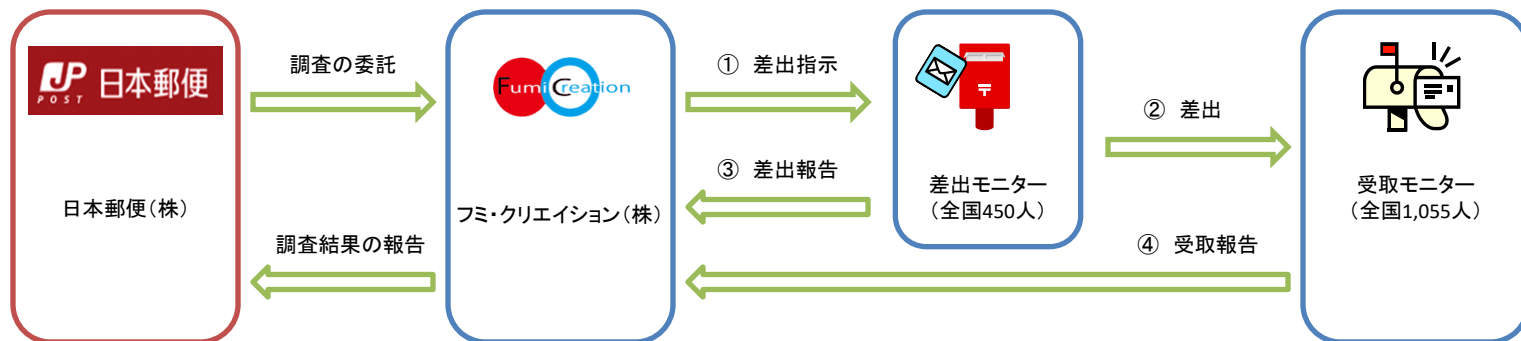 JP
POST
日本郵便
日本郵便(株)
調査の委託
調査結果の報告
FumiCreation
フミ・クリエイション(株)
① 差出指示
③ 差出報告
〒
差出モニター
(全国450人)
② 差出
④ 受取報告
受取モニター
(全国1,055人)